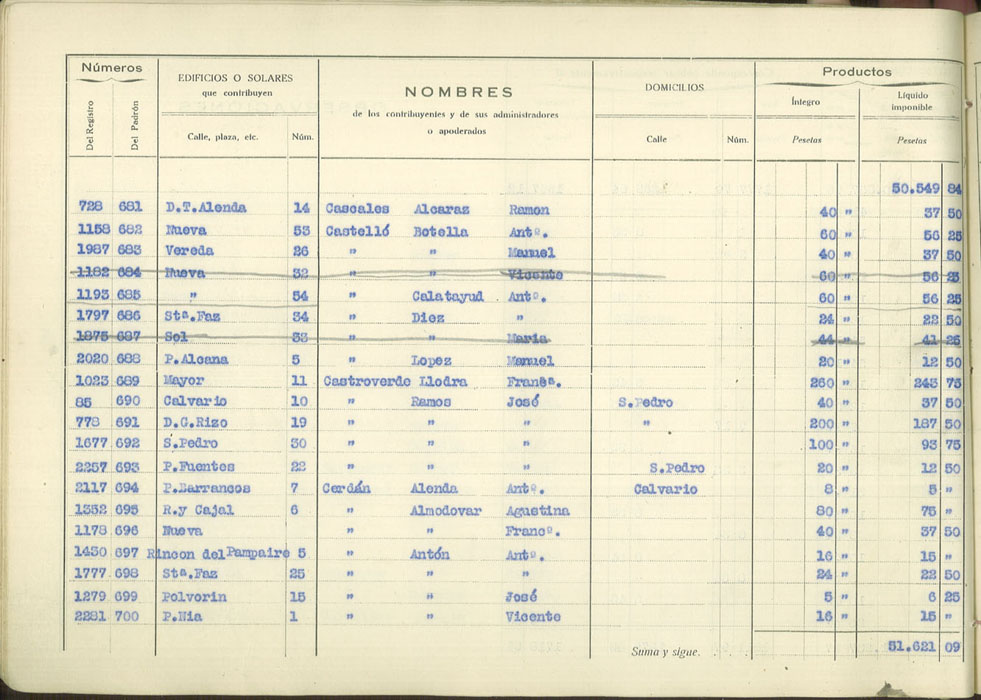 Números
EDIFICIOS O SOLARES
que contribuyen
NOMBRES
de los contribuyentes y de sus administradores
o apoderados
DOMICILIOS
Productos
Del Registro
Del Padrón
Calle, plaza, etc.
Núm.
Calle
Núm.
Íntegro
Pesetas
Líquido
imponible
Pesetas
50.549 84
728 681 D.T.Alenda 14 Cascales Alcaraz Ramon 40 " 37 50
1158 682 Nueva 53 Castelló Botella Antº. 60 " 56 25
1987 683 Vereda 26 " " Manuel 40 " 37 50
1182 684 Nueva 32 " " Vicente 60 " 56 25
1193 685 " 54 " Calatayud Antº. 60 " 56 25
1797 686 Stª.Faz 34 " Diez " 24 " 22 50
1875 687 Sol 33 " " Maria 44 " 41 25
2020 688 P.Alcana 5 " Lopez Manuel 20 " 12 50
1023 689 Mayor 11 Castroverde Llodra Franª. 260 " 243 75
85 690 Calvario 10 " Ramos José S.Pedro 40 " 37 50
778 691 D.C.Rizo 19 " " " " 200 " 187 50
1677 692 S.Pedro 30 " " " 100 " 93 75
2257 693 P.Fuentes 22 " " " S.Pedro 20 " 12 50
2117 694 P.Barrancos 7 Cerdán Alenda Antº. Calvario 8 " 5 "
1352 695 R.y Cajal 6 " Almodovar Agustina 80 " 75 "
1178 696 Nueva " " Francº. 40 " 37 50
1430 697 Rincon del Pampaire 5 " Antón Antº. 16 " 15 "
1777 698 Stª.Faz 25 " " " 24 " 22 50
1279 699 Polvorin 15 " " José 5 " 6 25
2281 700 P.Nia 1 " " Vicente 16 " 15 "
Suma y sigue. 51.621 09